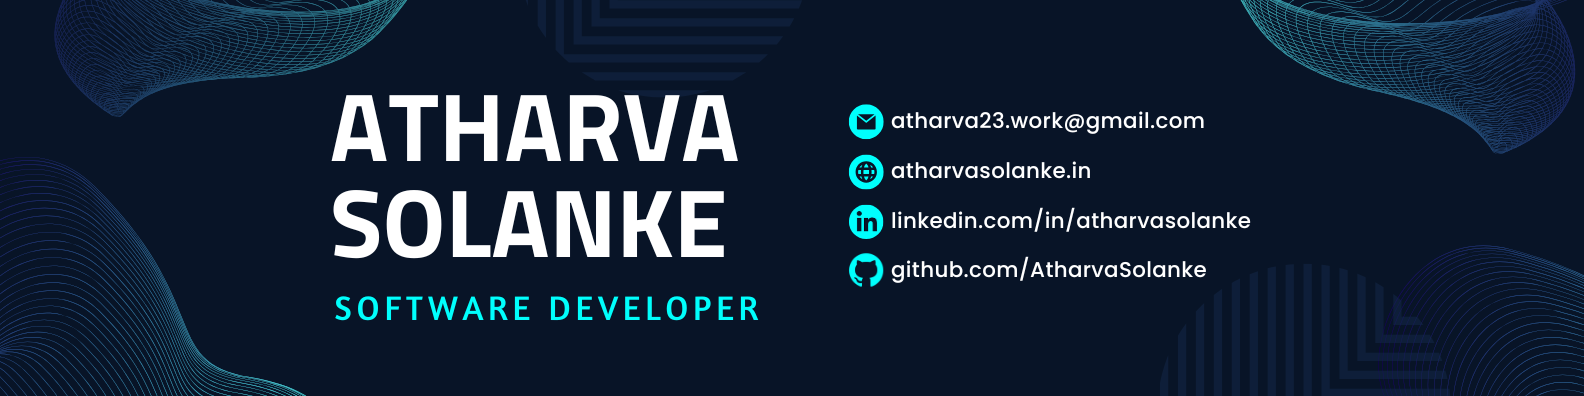 ATHARVA
SOLANKE
SOFTWARE DEVELOPER
atharva23.work@gmail.com
atharvasolanke.in
linkedin.com/in/atharvasolanke
github.com/AtharvaSolanke